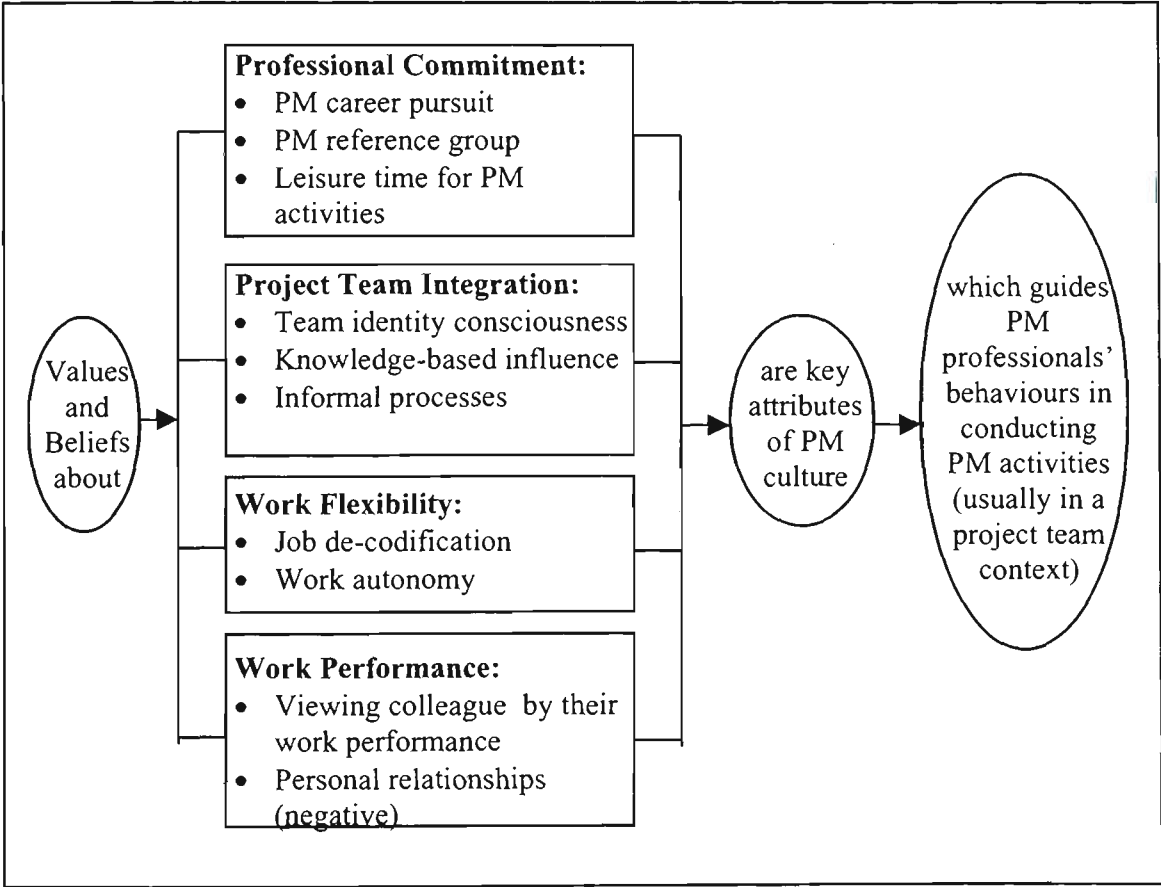 Values
and
Beliefs
about
Professional Commitment:
• PM career pursuit
• PM reference group
• Leisure time for PM
activities
Project Team Integration:
• Team identity consciousness
• Knowledge-based influence
• Informal processes
Work Flexibility:
• Job de-codification
• Work autonomy
Work Performance:
• Viewing colleague by their
work performance
• Personal relationships
(negative)
are key
attributes
of PM
culture
which guides
PM
professionals’
behaviours in
conducting
PM activities
(usually in a
project team
context)